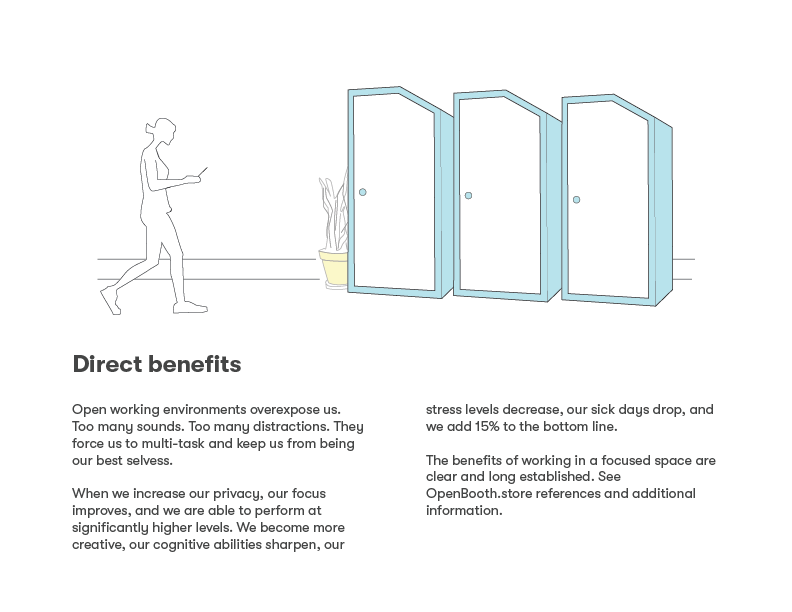 Direct benefits
Open working environments overexpose us.
Too many sounds. Too many distractions. They
force us to multi-task and keep us from being
our best selvess.
When we increase our privacy, our focus
improves, and we are able to perform at
significantly higher levels. We become more
creative, our cognitive abilities sharpen, our
stress levels decrease, our sick days drop, and
we add 15% to the bottom line.
The benefits of working in a focused space are
clear and long established. See
OpenBooth.store references and additional
information.